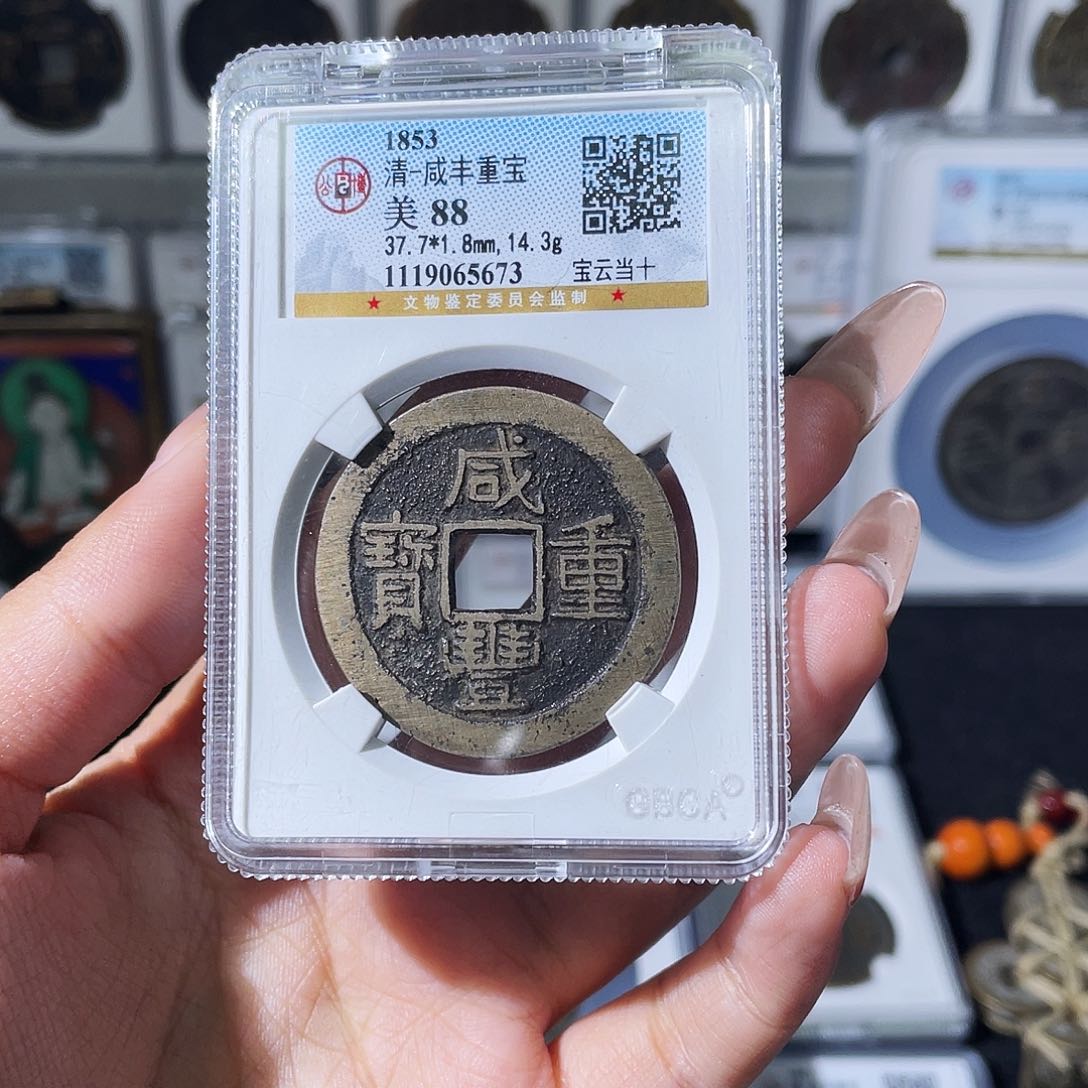 1853
清-咸丰重宝
美 88
37.7*1.8mm, 14.3g
1119065673 宝云当十
★ 文物鉴定委员会监制 ★
咸
寶 重
豐
GBCA